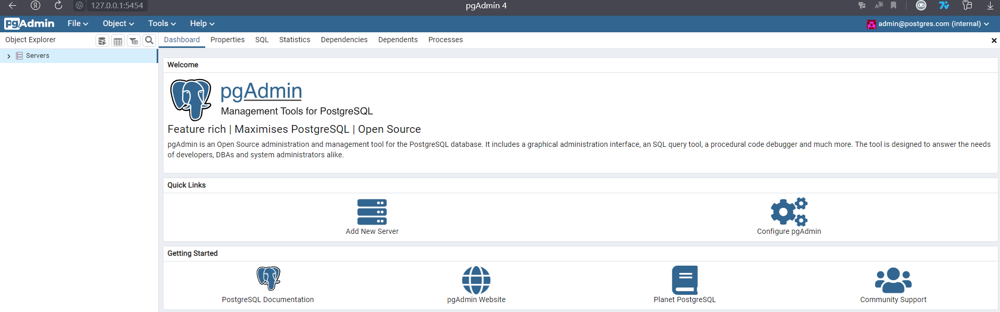 Я 127.0.0.1:5454 pgAdmin 4
pgAdmin File Object Tools Help admin@postgres.com (internal)
Object Explorer Dashboard Properties SQL Statistics Dependencies Dependents Processes
Servers
Welcome
pgAdmin
Management Tools for PostgreSQL
Feature rich | Maximises PostgreSQL | Open Source
pgAdmin is an Open Source administration and management tool for the PostgreSQL database. It includes a graphical administration interface, an SQL query tool, a procedural code debugger and much more. The tool is designed to answer the needs
of developers, DBAs and system administrators alike.
Quick Links
Add New Server Configure pgAdmin
Getting Started
PostgreSQL Documentation pgAdmin Website Planet PostgreSQL Community Support